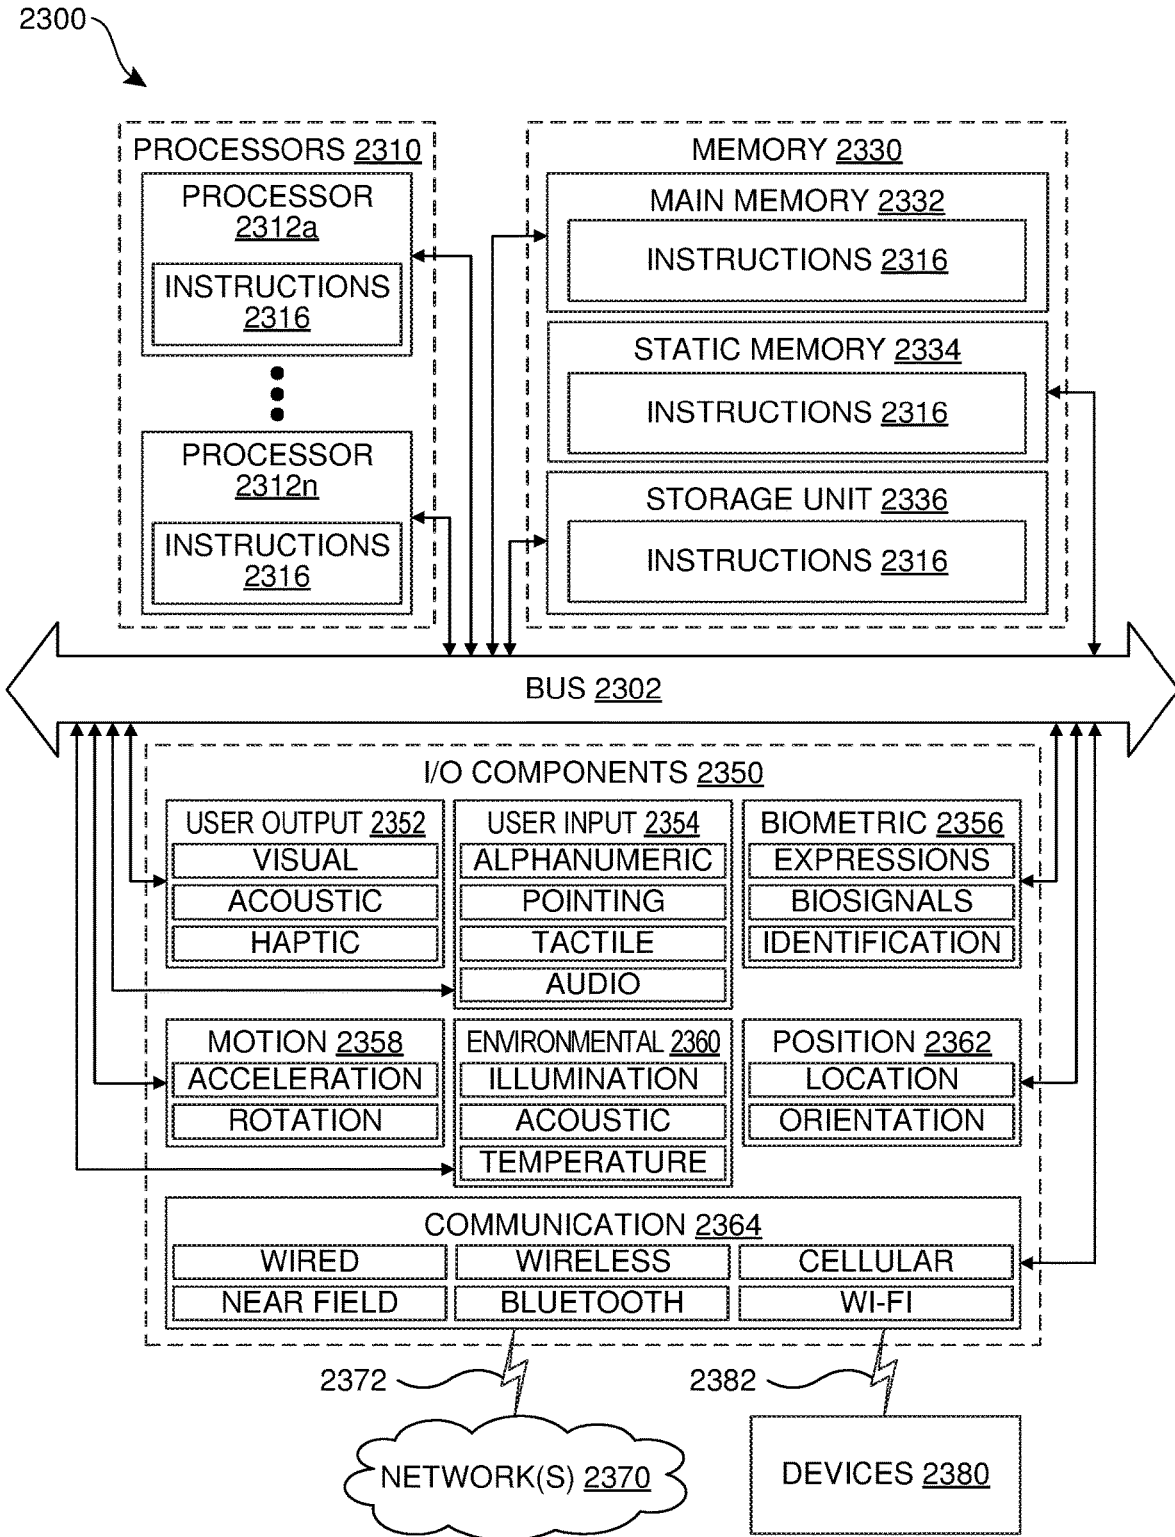 2300
PROCESSORS 2310
PROCESSOR
2312a
INSTRUCTIONS
2316
PROCESSOR
2312n
INSTRUCTIONS
2316
MEMORY 2330
MAIN MEMORY 2332
INSTRUCTIONS 2316
STATIC MEMORY 2334
INSTRUCTIONS 2316
STORAGE UNIT 2336
INSTRUCTIONS 2316
BUS 2302
I/O COMPONENTS 2350
USER OUTPUT 2352
VISUAL
ACOUSTIC
HAPTIC
USER INPUT 2354
ALPHANUMERIC
POINTING
TACTILE
AUDIO
BIOMETRIC 2356
EXPRESSIONS
BIOSIGNALS
IDENTIFICATION
MOTION 2358
ACCELERATION
ROTATION
ENVIRONMENTAL 2360
ILLUMINATION
ACOUSTIC
TEMPERATURE
POSITION 2362
LOCATION
ORIENTATION
COMMUNICATION 2364
WIRED
WIRELESS
CELLULAR
NEAR FIELD
BLUETOOTH
WI-FI
2372
2382
NETWORK(S) 2370
DEVICES 2380